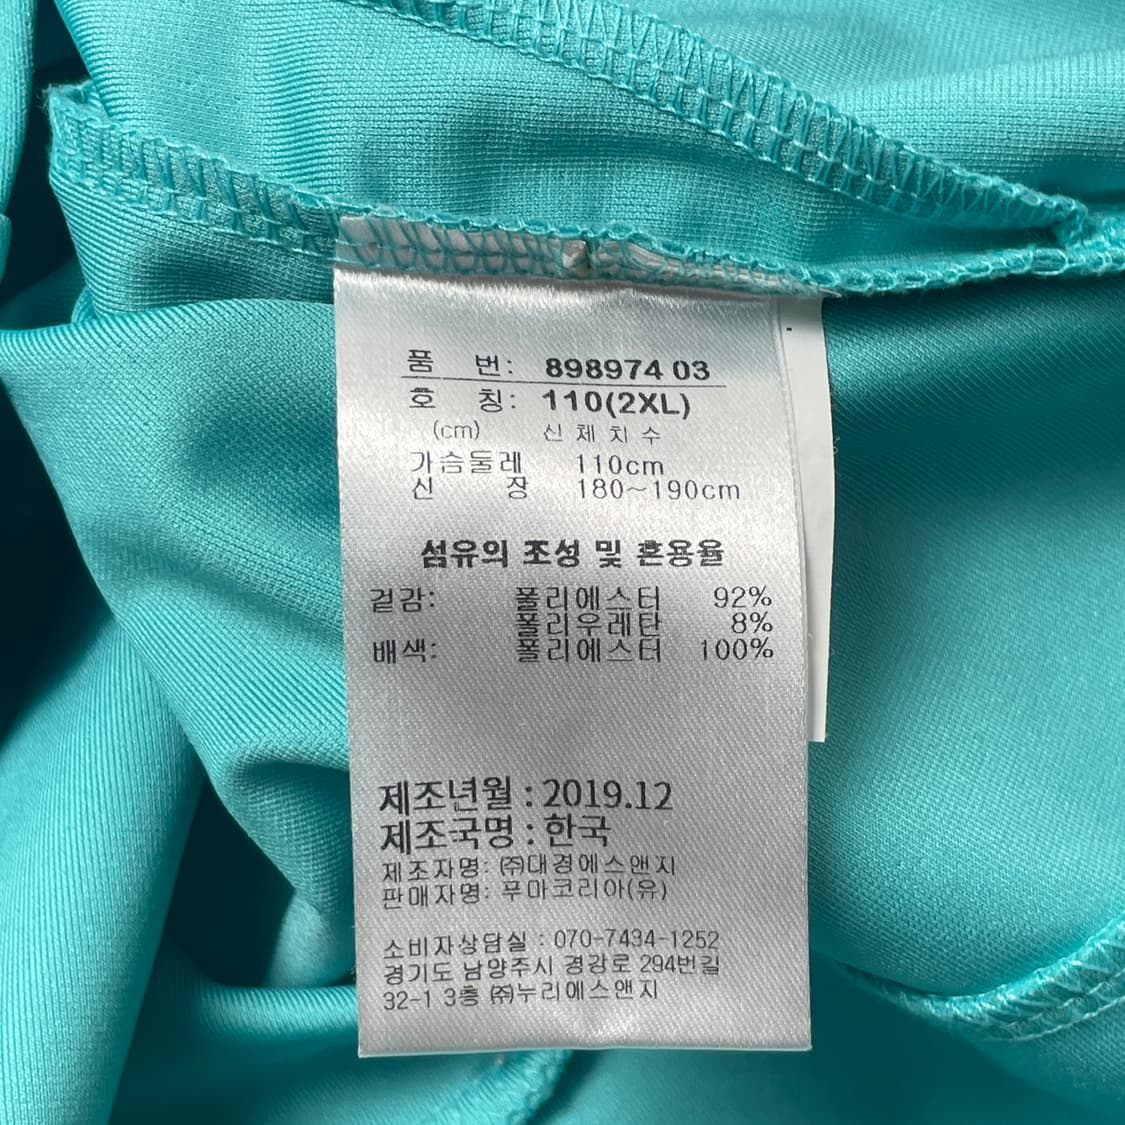 품 번: 898974 03
호 칭: 110(2XL)
(cm) 신 체 치 수
가슴둘레 110cm
신 장 180~190cm
섬유의 조성 및 혼용율
겉감: 폴리에스터 92%
폴리우레탄 8%
배색: 폴리에스터 100%
제조년월 : 2019.12
제조국명 : 한국
제조자명: ㈜대경에스앤지
판매자명: 푸마코리아(유)
소비자상담실 : 070-7434-1252
경기도 남양주시 경강로 294번길
32-1 3층 ㈜누리에스앤지